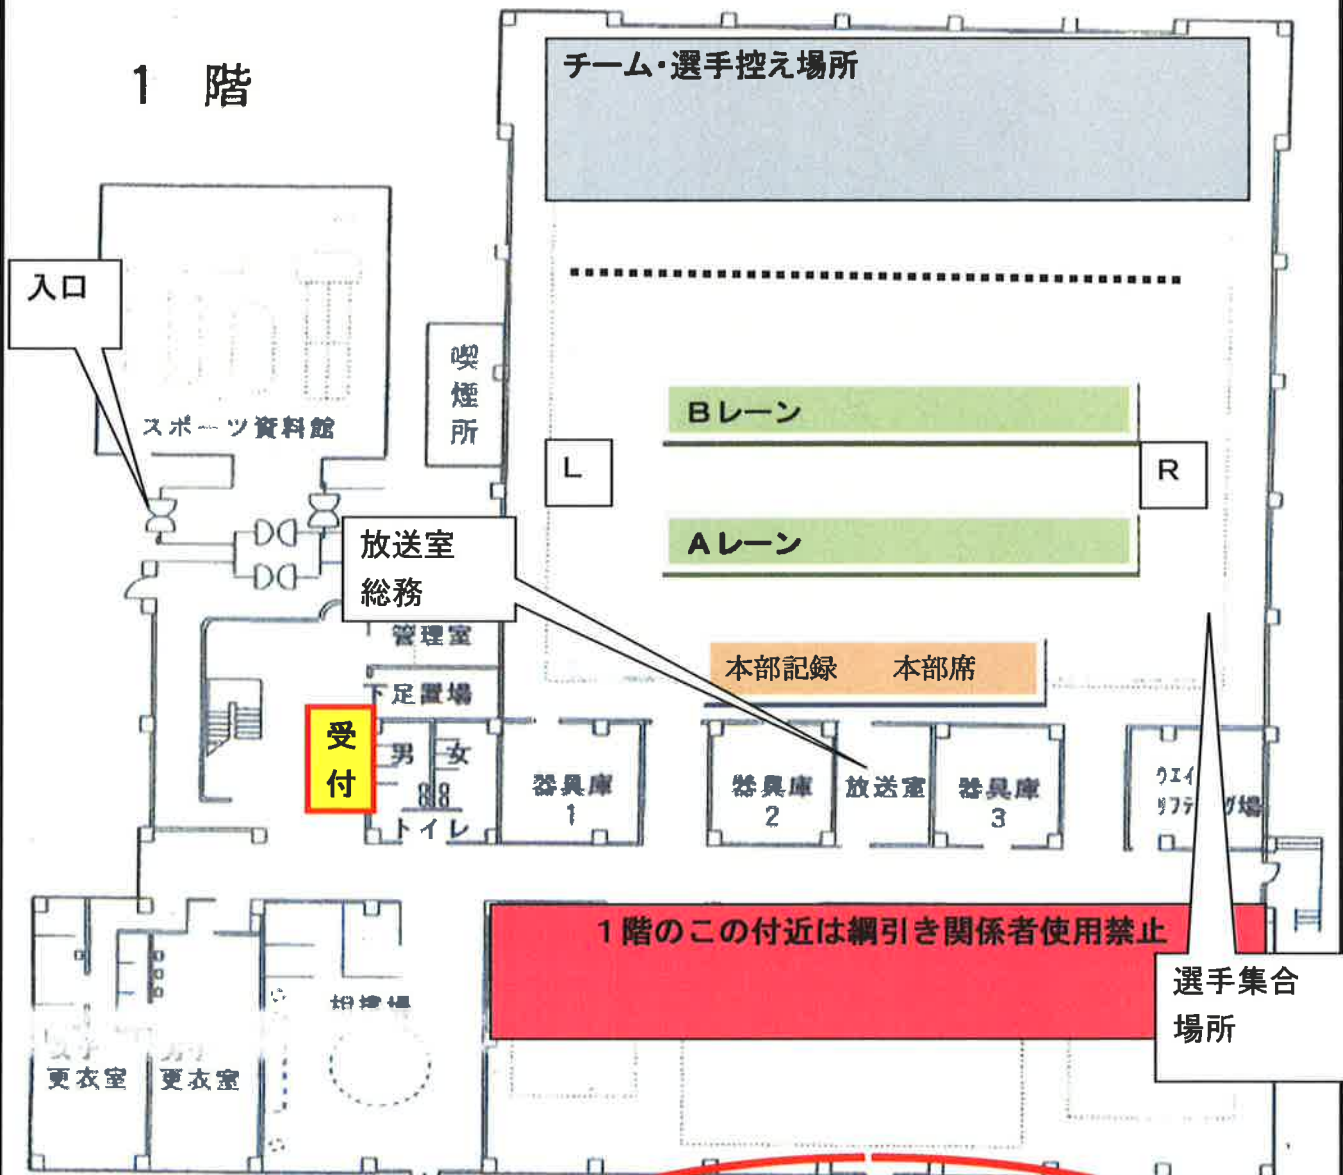 1 階
チーム・選手控え場所
入口
喫煙所
スポーツ資料館
Bレーン
L
R
Aレーン
放送室
総務
管理室
下足置場
本部記録 本部席
受付
男 女
トイレ
器具庫
1
器具庫
2
放送室
器具庫
3
1階のこの付近は綱引き関係者使用禁止
選手集合
場所
更衣室
更衣室